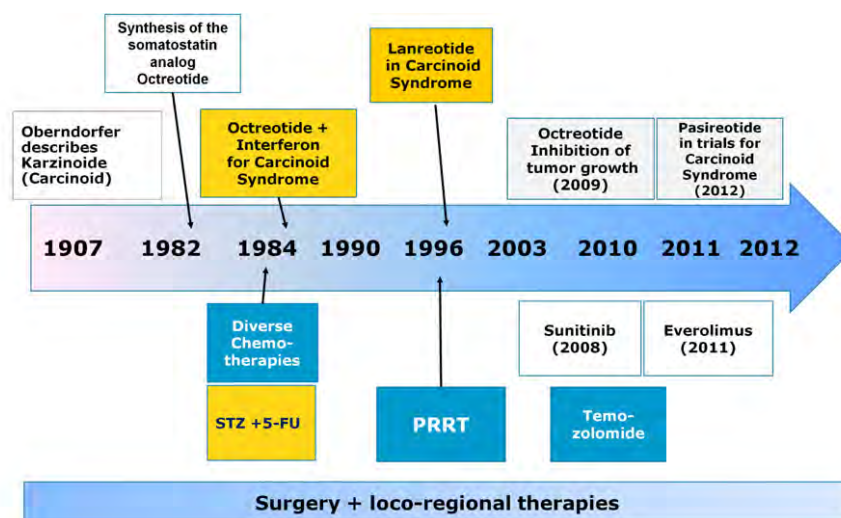 Synthesis of the
somatostatin
analog
Octreotide
Lanreotide
in Carcinoid
Syndrome
Oberndorfer
describes
Karzinoide
(Carcinoid)
Octreotide +
Interferon
for Carcinoid
Syndrome
Octreotide
Inhibition of
tumor growth
(2009)
Pasireotide
in trials for
Carcinoid
Syndrome
(2012)
1907 1982 1984 1990 1996 2003 2010 2011 2012
Diverse
Chemo-
therapies
Sunitinib
(2008)
Everolimus
(2011)
STZ +5-FU
PRRT
Temo-
zolomide
Surgery + loco-regional therapies